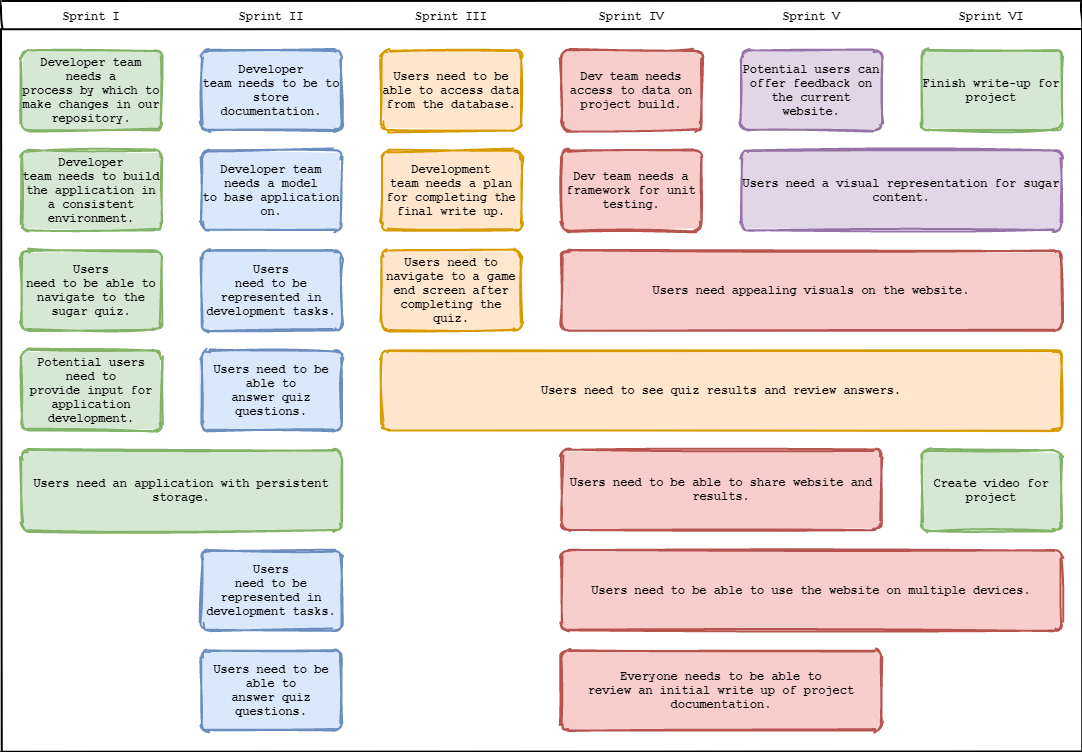 Sprint I
Sprint II
Sprint III
Sprint IV
Sprint V
Sprint VI
Developer team
needs a
process by which to
make changes in our
repository.
Developer
team needs to be to
store
documentation.
Users need to be
able to access data
from the database.
Dev team needs
access to data on
project build.
Potential users can
offer feedback on
the current
website.
Finish write-up for
project
Developer
team needs to build
the application in
a consistent
environment.
Developer team
needs a model
to base application
on.
Development
team needs a plan
for completing the
final write up.
Dev team needs a
framework for unit
testing.
Users need a visual representation for sugar
content.
Users
need to be able to
navigate to the
sugar quiz.
Users
need to be
represented in
development tasks.
Users need to
navigate to a game
end screen after
completing the
quiz.
Users need appealing visuals on the website.
Potential users
need to
provide input for
application
development.
Users need to be
able to
answer quiz
questions.
Users need to see quiz results and review answers.
Users need an application with persistent
storage.
Users need to be able to share website and
results.
Create video for
project
Users
need to be
represented in
development tasks.
Users need to be able to use the website on multiple devices.
Users need to be
able to
answer quiz
questions.
Everyone needs to be able to
review an initial write up of project
documentation.